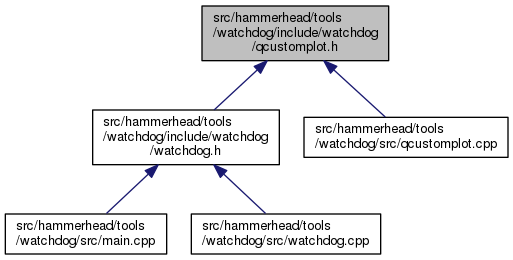 src/hammerhead/tools
/watchdog/include/watchdog
/qcustomplot.h
src/hammerhead/tools
/watchdog/include/watchdog
/watchdog.h
src/hammerhead/tools
/watchdog/src/qcustomplot.cpp
src/hammerhead/tools
/watchdog/src/main.cpp
src/hammerhead/tools
/watchdog/src/watchdog.cpp